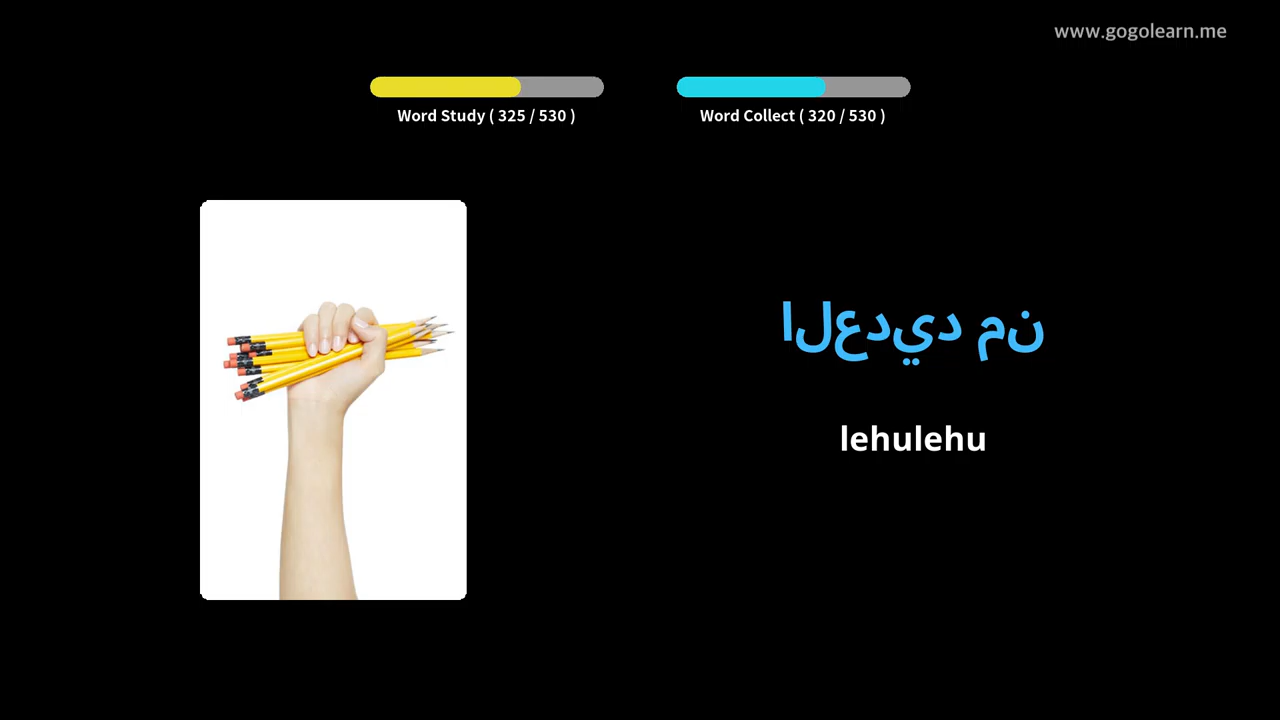 www.gogolearn.me
Word Study ( 325 / 530 )
Word Collect ( 320 / 530 )
العديد من
lehulehu